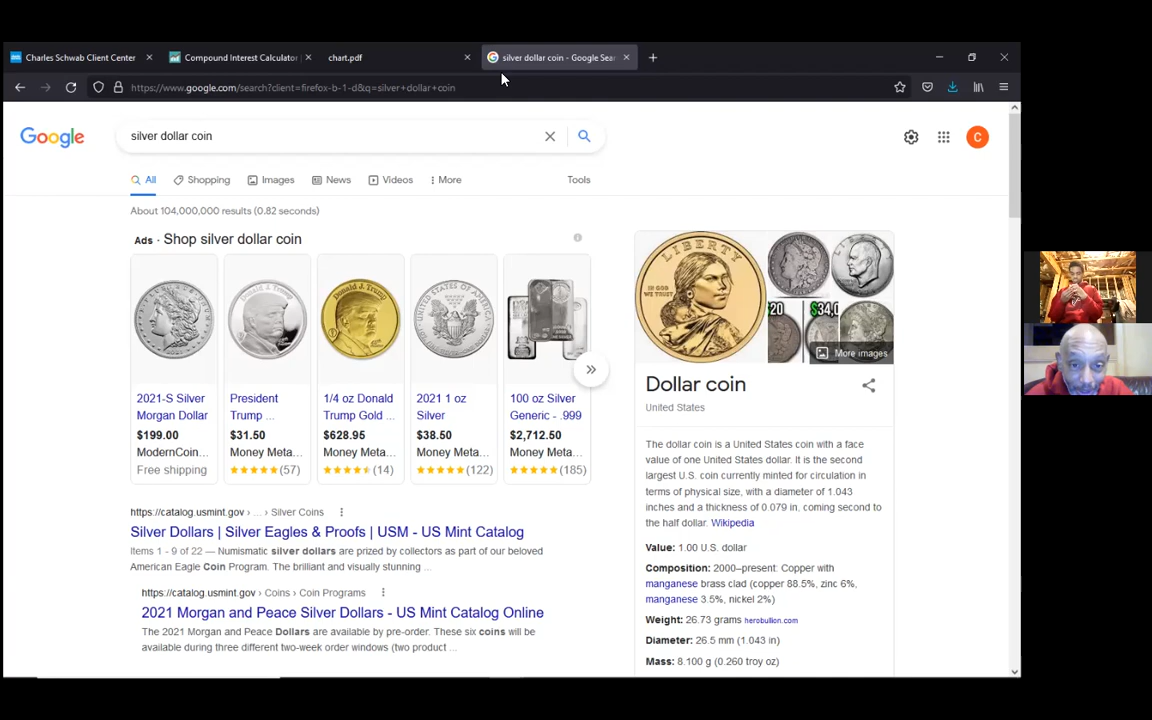 Charles Schwab Client Center
Compound Interest Calculator
chart.pdf
silver dollar coin - Google Sear
https://www.google.com/search?client=firefox-b-1-d&q=silver+dollar+coin
Google
silver dollar coin
C
All
Shopping
Images
News
Videos
More
Tools
About 104,000,000 results (0.82 seconds)
Ads · Shop silver dollar coin
2021-S Silver
Morgan Dollar
$199.00
ModernCoin...
Free shipping
President
Trump ...
$31.50
Money Meta...
(57)
1/4 oz Donald
Trump Gold ...
$628.95
Money Meta...
(14)
2021 1 oz
Silver
$38.50
Money Meta...
(122)
100 oz Silver
Generic - .999
$2,712.50
Money Meta...
(185)
https://catalog.usmint.gov › ... › Silver Coins
Silver Dollars | Silver Eagles & Proofs | USM - US Mint Catalog
Items 1 - 9 of 22 — Numismatic silver dollars are prized by collectors as part of our beloved
American Eagle Coin Program. The brilliant and visually stunning ...
https://catalog.usmint.gov › Coins › Coin Programs
2021 Morgan and Peace Silver Dollars - US Mint Catalog Online
The 2021 Morgan and Peace Dollars are available by pre-order. These six coins will be
available during three different two-week order windows (two product ...
LIBERTY
IN GOD
WE TRUST
$20
$34,0
More images
Dollar coin
United States
The dollar coin is a United States coin with a face
value of one United States dollar. It is the second
largest U.S. coin currently minted for circulation in
terms of physical size, with a diameter of 1.043
inches and a thickness of 0.079 in, coming second to
the half dollar. Wikipedia
Value: 1.00 U.S. dollar
Composition: 2000–present: Copper with
manganese brass clad (copper 88.5%, zinc 6%,
manganese 3.5%, nickel 2%)
Weight: 26.73 grams herobullion.com
Diameter: 26.5 mm (1.043 in)
Mass: 8.100 g (0.260 troy oz)